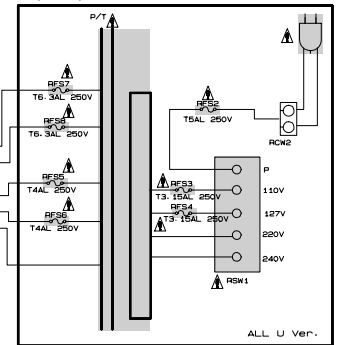 P/T
RFS7
T6.3AL 250V
RFS8
T6.3AL 250V
RFS2
T5AL 250V
RCW2
RFS5
T4AL 250V
RFS6
T4AL 250V
RFS3
T3.15AL 250V
RFS4
T3.15AL 250V
P
110V
127V
220V
240V
RSW1
ALL U Ver.